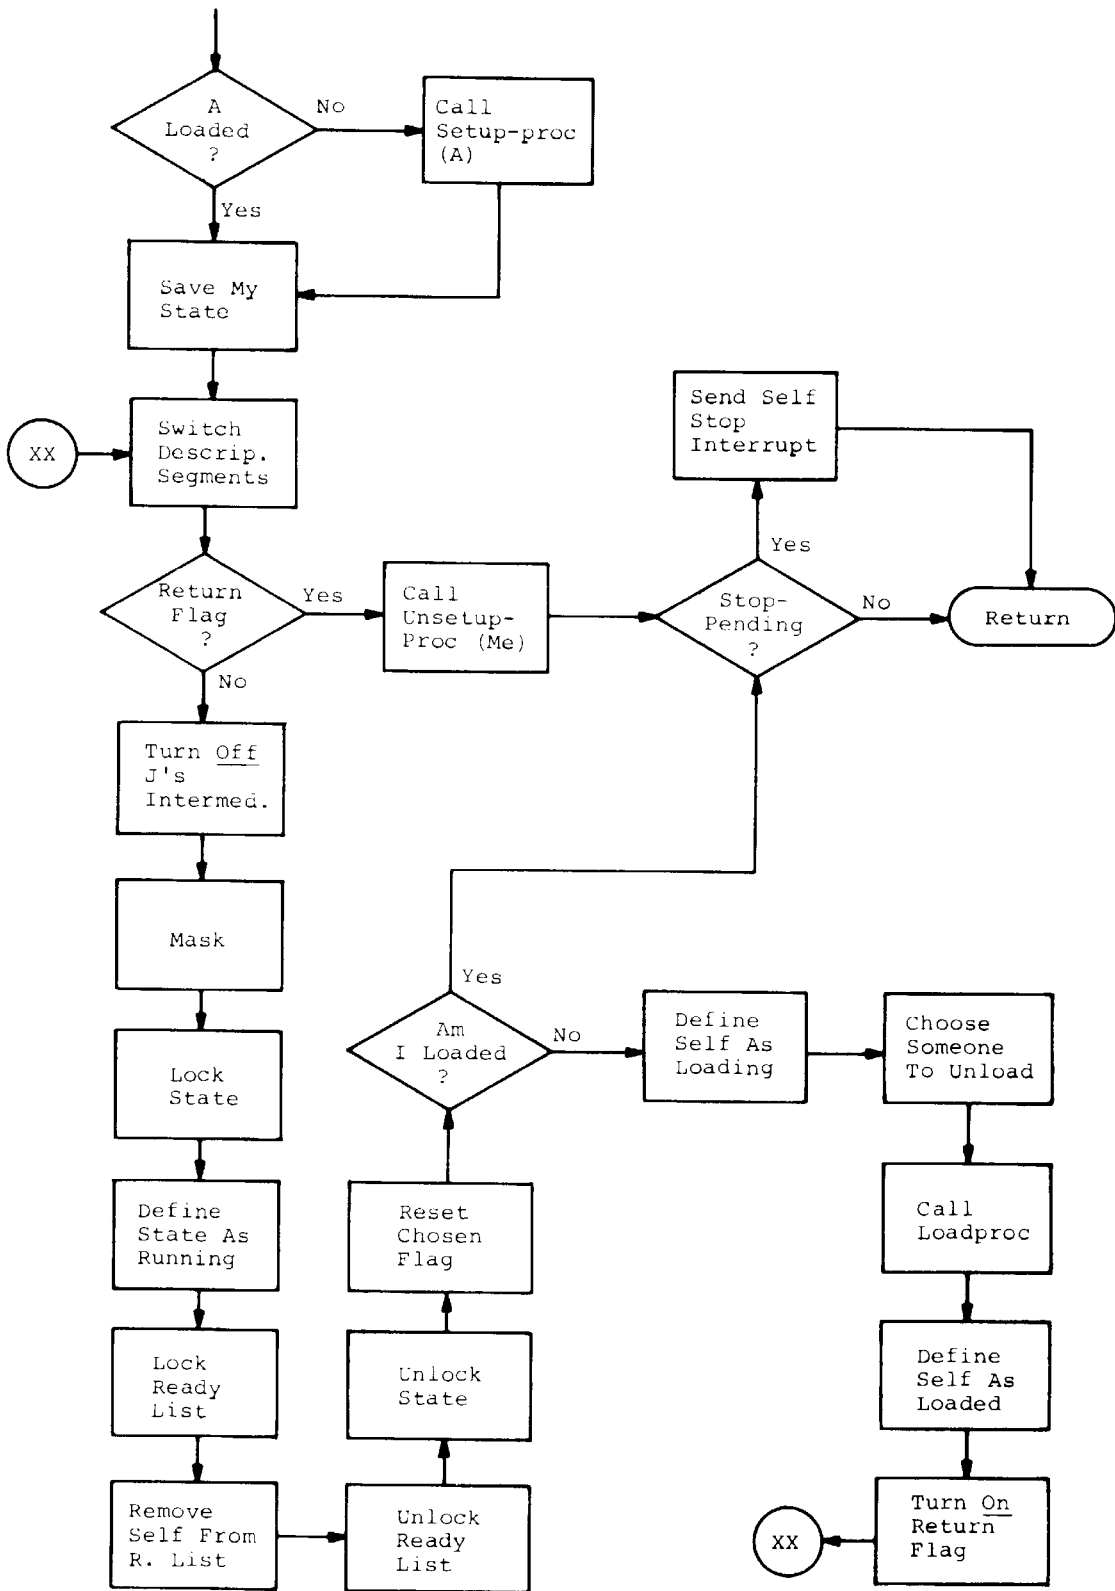 A
Loaded
?
No
Call
Setup-proc
(A)
Yes
Save My
State
XX
Switch
Descrip.
Segments
Send Self
Stop
Interrupt
Return
Flag
?
Yes
Call
Unsetup-
Proc (Me)
Yes
Stop-
Pending
?
No
Return
No
Turn Off
J's
Intermed.
Mask
Lock
State
Define
State As
Running
Lock
Ready
List
Remove
Self From
R. List
Unlock
Ready
List
Unlock
State
Reset
Chosen
Flag
Am
I Loaded
?
Yes
No
Define
Self As
Loading
Choose
Someone
To Unload
Call
Loadproc
Define
Self As
Loaded
Turn On
Return
Flag
XX